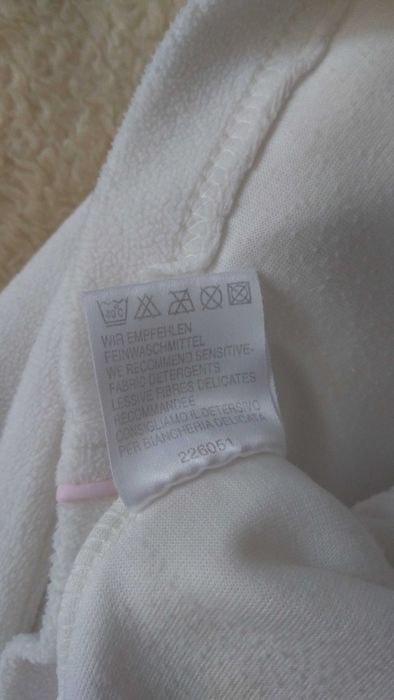 40°C
WIR EMPFEHLEN
FEINWASCHMITTEL
WE RECOMMEND SENSITIVE-
FABRIC DETERGENTS
LESSIVE FIBRES DELICATES
RECOMMANDEE
CONSIGLIAMO IL DETERSIVO
PER BIANCHERIA DELICATA
226051